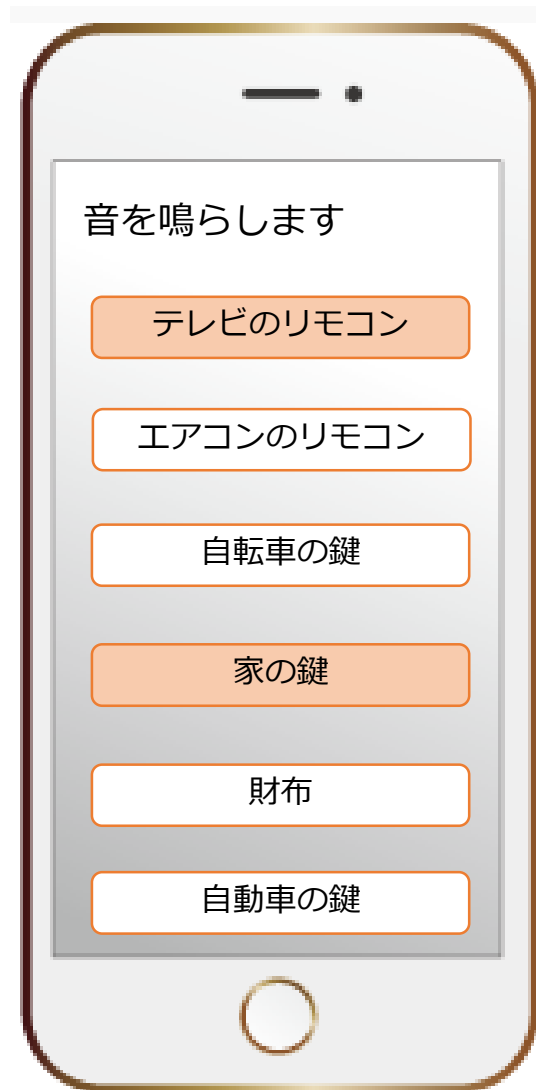 音を鳴らします
テレビのリモコン
エアコンのリモコン
自転車の鍵
家の鍵
財布
自動車の鍵